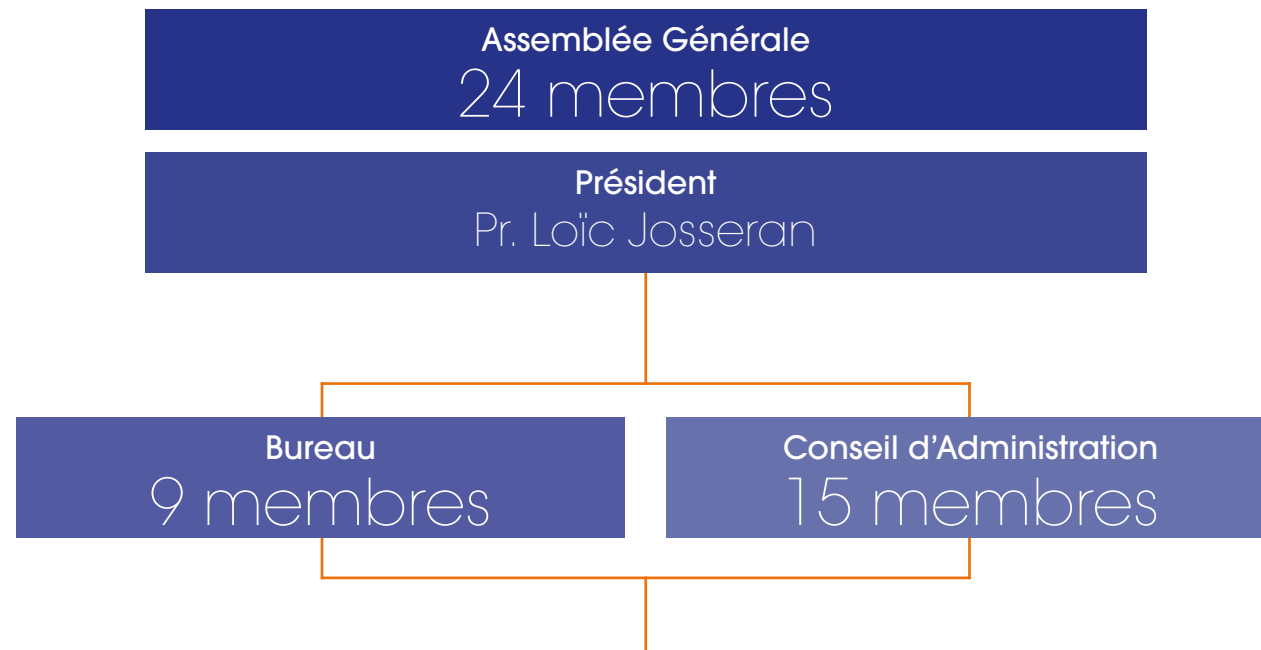 Assemblée Générale
24 membres
Président
Pr. Loïc Josseran
Bureau
9 membres
Conseil d'Administration
15 membres